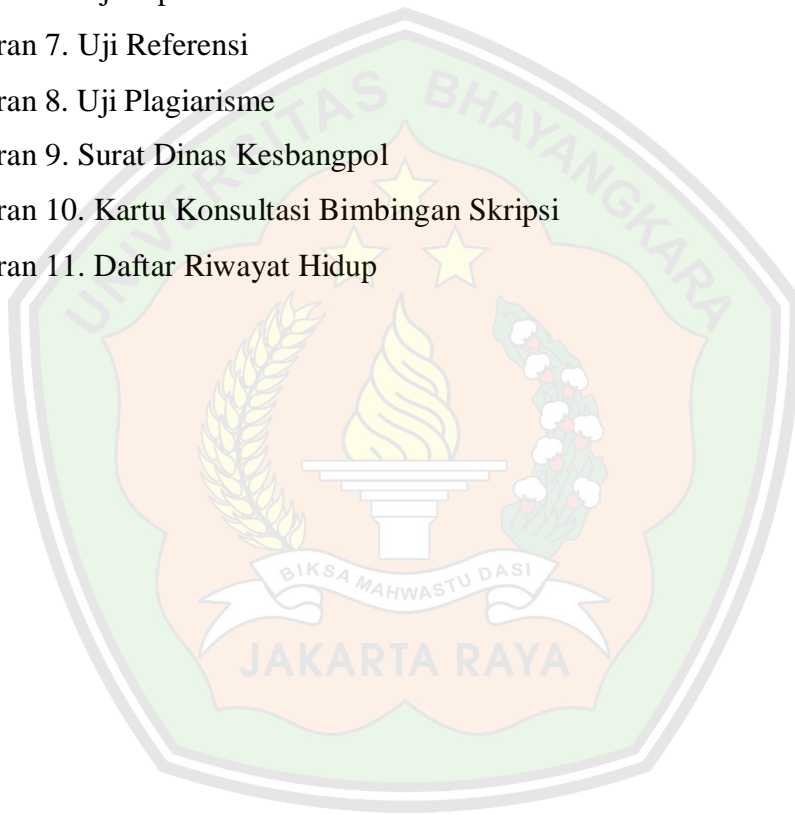 ran 7. Uji Referensi
ran 8. Uji Plagiarisme
ran 9. Surat Dinas Kesbangpol
ran 10. Kartu Konsultasi Bimbingan Skripsi
ran 11. Daftar Riwayat Hidup
UNIVERSITAS BHAYANGKARA
BIKSA MAHWASTU DASI
JAKARTA RAYA